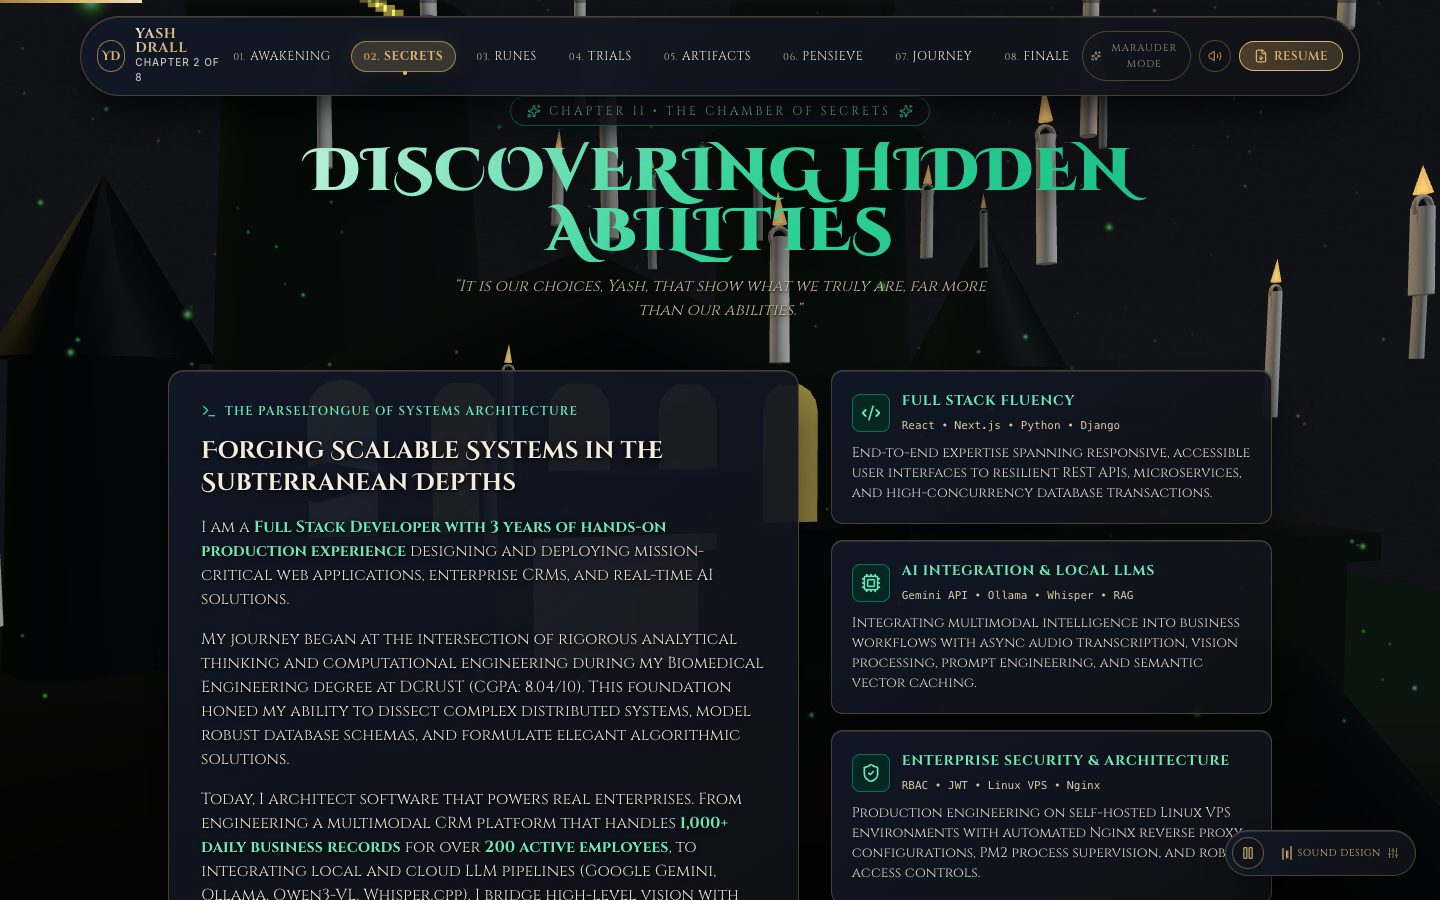 YD
YASH DRALL
CHAPTER 2 OF 8
01. AWAKENING
02. SECRETS
03. RUNES
04. TRIALS
05. ARTIFACTS
06. PENSIEVE
07. JOURNEY
08. FINALE
MARAUDER MODE
RESUME
CHAPTER II • THE CHAMBER OF SECRETS
DISCOVERING HIDDEN
ABILITIES
“IT IS OUR CHOICES, YASH, THAT SHOW WHAT WE TRULY ARE, FAR MORE
THAN OUR ABILITIES.”
THE PARSELTONGUE OF SYSTEMS ARCHITECTURE
FORGING SCALABLE SYSTEMS IN THE
SUBTERRANEAN DEPTHS
I AM A FULL STACK DEVELOPER WITH 3 YEARS OF HANDS-ON
PRODUCTION EXPERIENCE DESIGNING AND DEPLOYING MISSION-
CRITICAL WEB APPLICATIONS, ENTERPRISE CRMS, AND REAL-TIME AI
SOLUTIONS.
MY JOURNEY BEGAN AT THE INTERSECTION OF RIGOROUS ANALYTICAL
THINKING AND COMPUTATIONAL ENGINEERING DURING MY BIOMEDICAL
ENGINEERING DEGREE AT DCRUST (CGPA: 8.04/10). THIS FOUNDATION
HONED MY ABILITY TO DISSECT COMPLEX DISTRIBUTED SYSTEMS, MODEL
ROBUST DATABASE SCHEMAS, AND FORMULATE ELEGANT ALGORITHMIC
SOLUTIONS.
TODAY, I ARCHITECT SOFTWARE THAT POWERS REAL ENTERPRISES. FROM
ENGINEERING A MULTIMODAL CRM PLATFORM THAT HANDLES 1,000+
DAILY BUSINESS RECORDS FOR OVER 200 ACTIVE EMPLOYEES, TO
INTEGRATING LOCAL AND CLOUD LLM PIPELINES (GOOGLE GEMINI,
OLLAMA, QWEN3-VL, WHISPER.CPP), I BRIDGE HIGH-LEVEL VISION WITH
FULL STACK FLUENCY
React • Next.js • Python • Django
END-TO-END EXPERTISE SPANNING RESPONSIVE, ACCESSIBLE
USER INTERFACES TO RESILIENT REST APIS, MICROSERVICES,
AND HIGH-CONCURRENCY DATABASE TRANSACTIONS.
AI INTEGRATION & LOCAL LLMS
Gemini API • Ollama • Whisper • RAG
INTEGRATING MULTIMODAL INTELLIGENCE INTO BUSINESS
WORKFLOWS WITH ASYNC AUDIO TRANSCRIPTION, VISION
PROCESSING, PROMPT ENGINEERING, AND SEMANTIC
VECTOR CACHING.
ENTERPRISE SECURITY & ARCHITECTURE
RBAC • JWT • Linux VPS • Nginx
PRODUCTION ENGINEERING ON SELF-HOSTED LINUX VPS
ENVIRONMENTS WITH AUTOMATED NGINX REVERSE PROXY
CONFIGURATIONS, PM2 PROCESS SUPERVISION, AND
ACCESS CONTROLS.
SOUND DESIGN